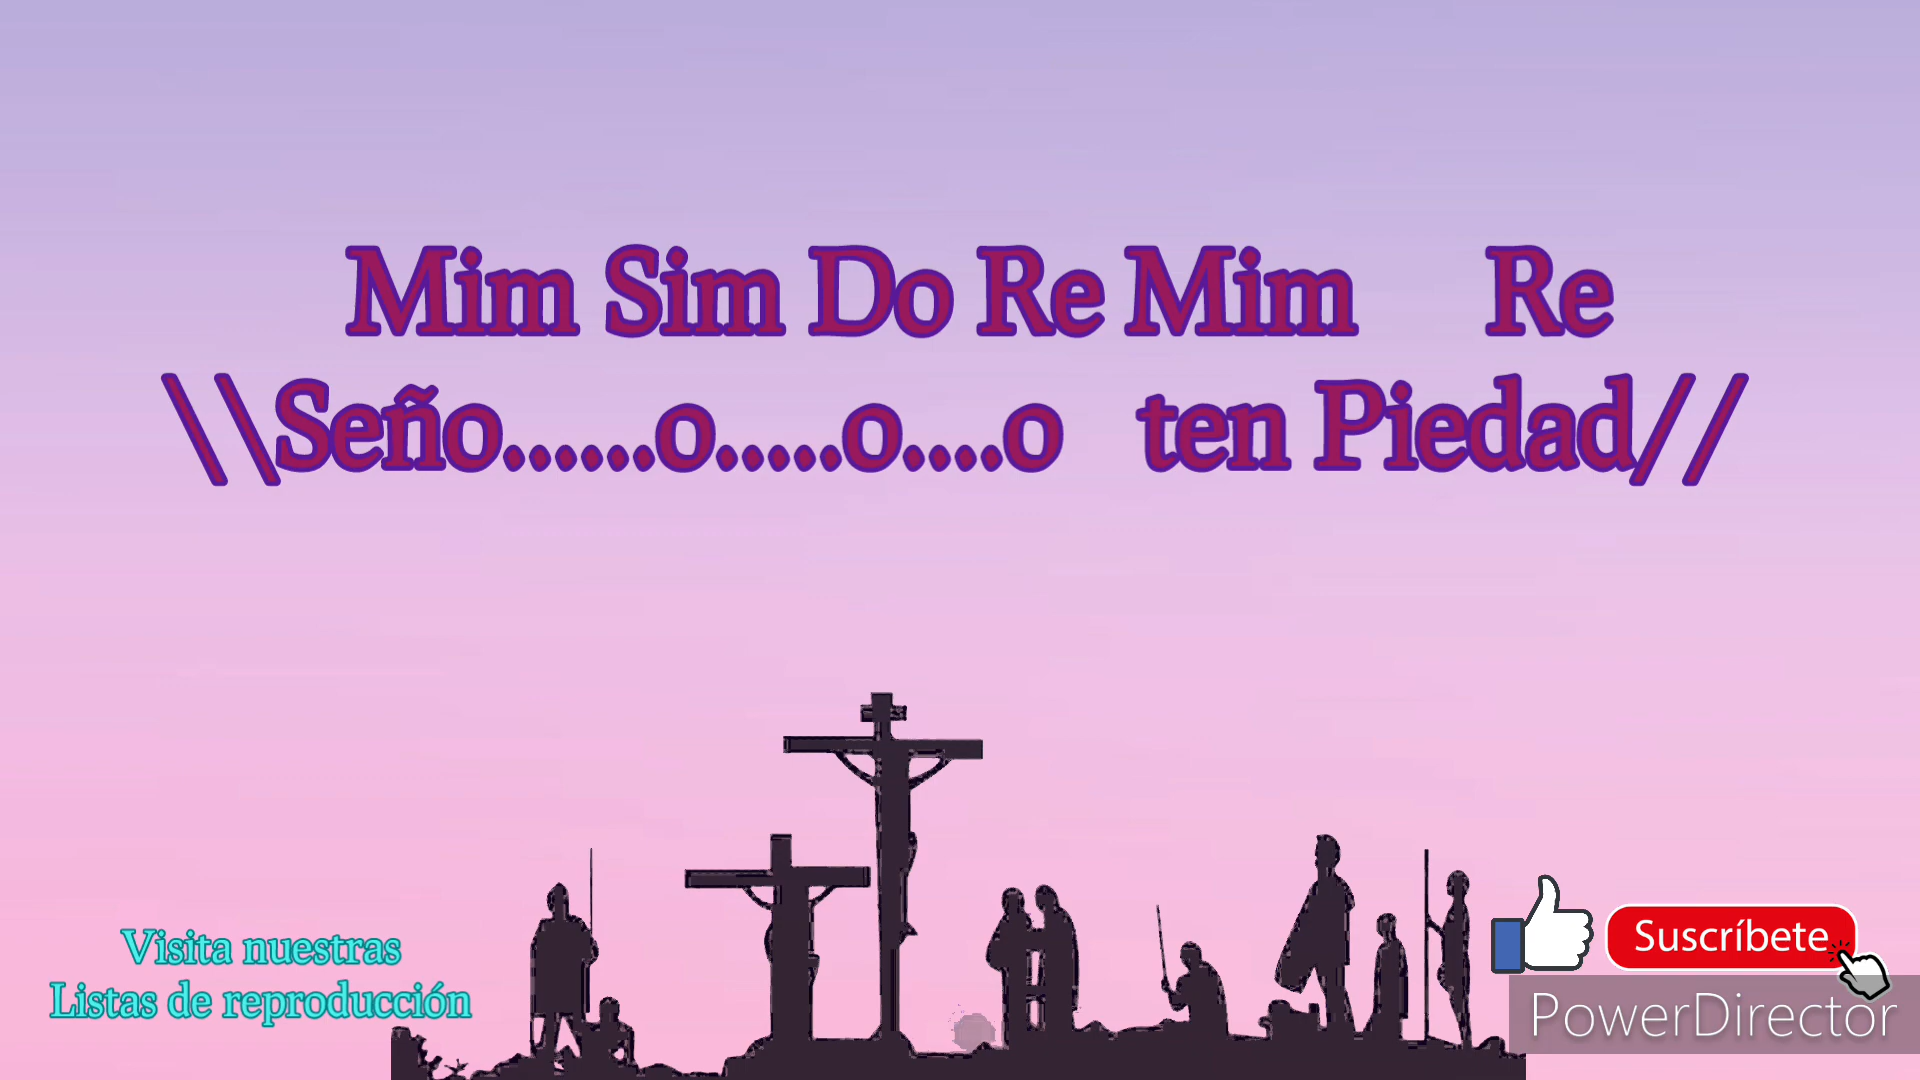 Mim Sim Do Re Mim Re
\\Seño......o.....o....o ten Piedad//
Visita nuestras
Listas de reproducción
Suscríbete
PowerDirector